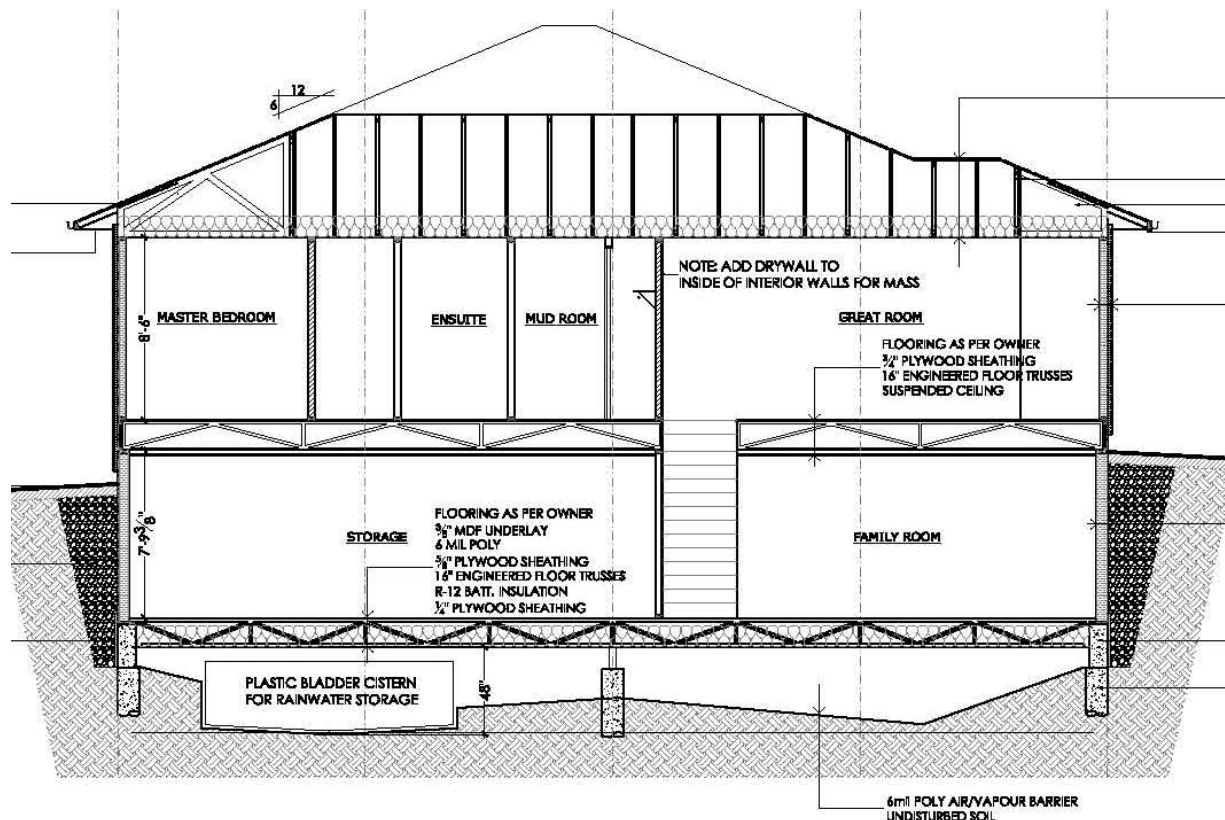 12
6
NOTE: ADD DRYWALL TO
INSIDE OF INTERIOR WALLS FOR MASS
8'-6"
MASTER BEDROOM
ENSUITE
MUD ROOM
GREAT ROOM
FLOORING AS PER OWNER
¾" PLYWOOD SHEATHING
16" ENGINEERED FLOOR TRUSSES
SUSPENDED CEILING
7'-9⅜"
STORAGE
FLOORING AS PER OWNER
⅜" MDF UNDERLAY
6 MIL POLY
⅝" PLYWOOD SHEATHING
16" ENGINEERED FLOOR TRUSSES
R-12 BATT. INSULATION
¼" PLYWOOD SHEATHING
FAMILY ROOM
PLASTIC BLADDER CISTERN
FOR RAINWATER STORAGE
48"
6mil POLY AIR/VAPOUR BARRIER
UNDISTURBED SOIL